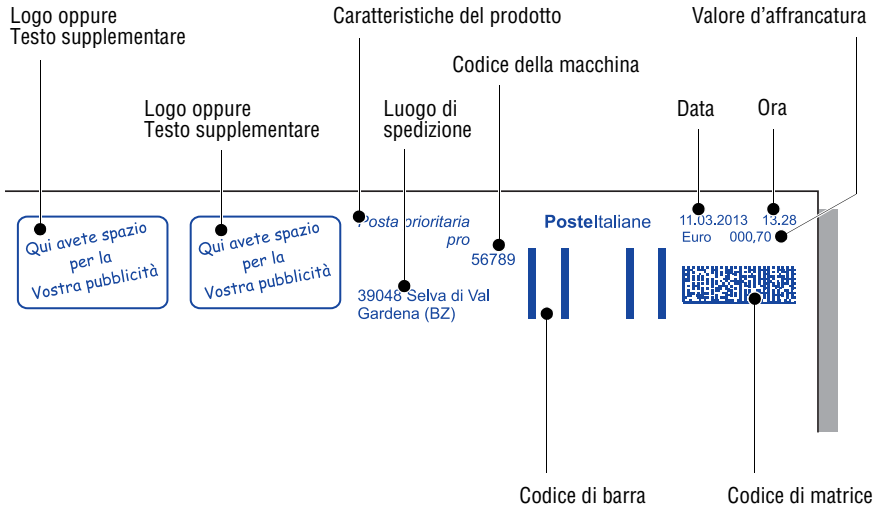 Logo oppure
Testo supplementare
Caratteristiche del prodotto
Valore d'affrancatura
Codice della macchina
Logo oppure
Testo supplementare
Luogo di
spedizione
Data
Ora
Qui avete spazio
per la
Vostra pubblicità
Qui avete spazio
per la
Vostra pubblicità
Posta prioritaria
pro
56789
39048 Selva di Val
Gardena (BZ)
PosteItaliane
11.03.2013 13.28
Euro 000,70
Codice di barra
Codice di matrice